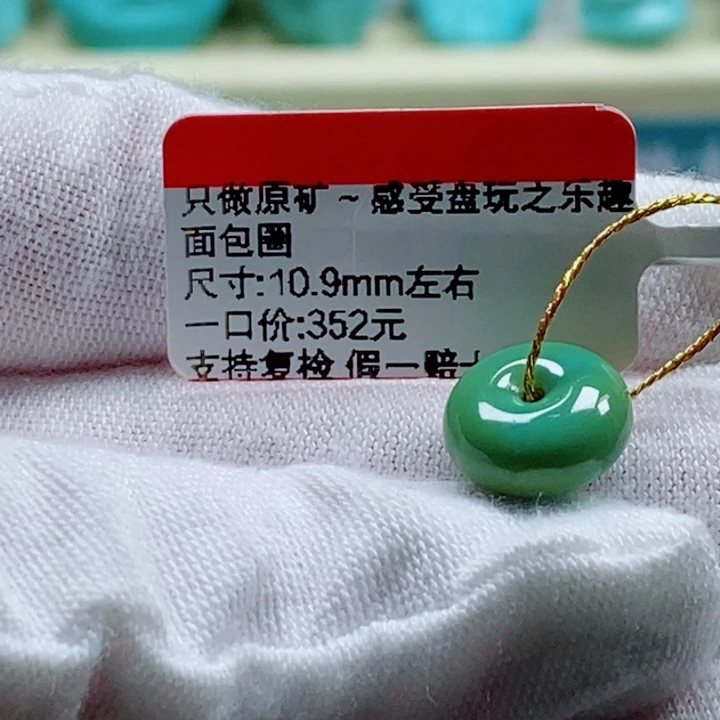 只做原矿~感受盘玩之乐趣
面包圈
尺寸:10.9mm左右
一口价:352元
支持复检 假一赔十